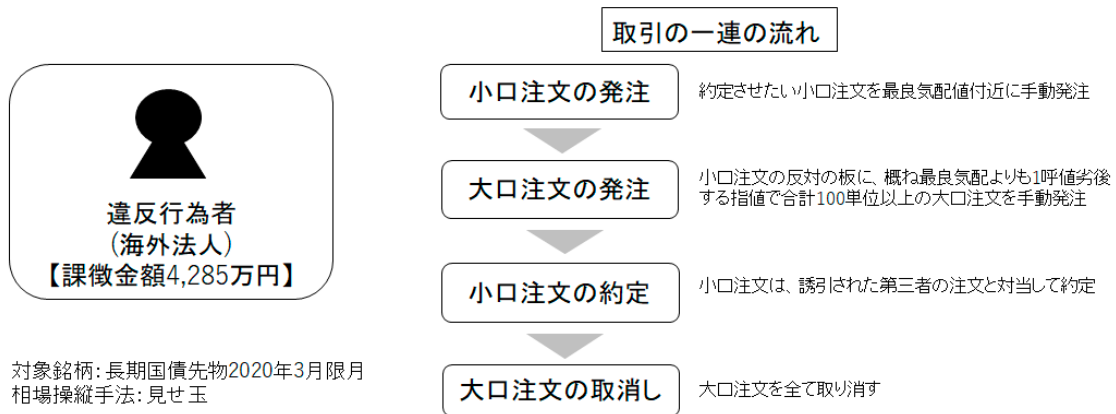 取引の一連の流れ
違反行為者
(海外法人)
【課徴金額4,285万円】
対象銘柄：長期国債先物2020年3月限月
相場操縦手法：見せ玉
小口注文の発注
約定させたい小口注文を最良気配値付近に手動発注
大口注文の発注
小口注文の反対の板に、概ね最良気配よりも1呼値劣後
する指値で合計100単位以上の大口注文を手動発注
小口注文の約定
小口注文は、誘引された第三者の注文と対当して約定
大口注文の取消し
大口注文を全て取り消す